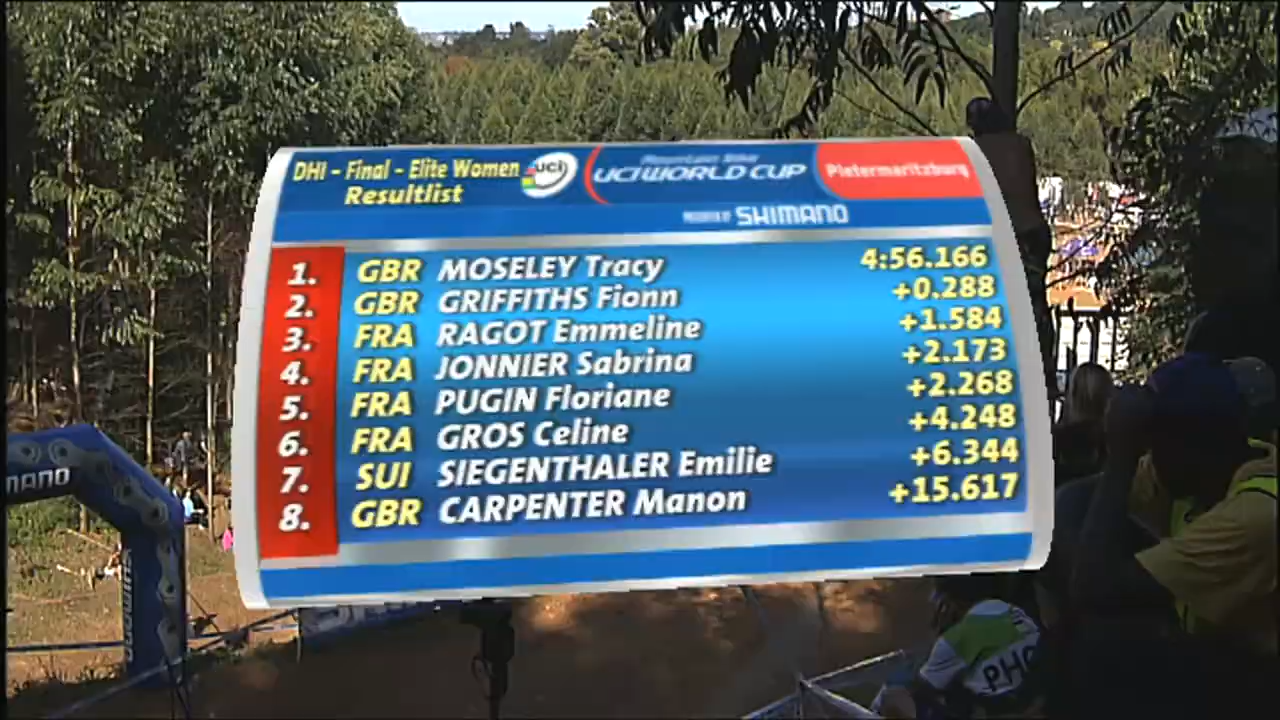 DHI - Final - Elite Women
Resultlist
uci
Mountain Bike
UCI WORLD CUP
Pietermaritzburg
SHIMANO
1. GBR MOSELEY Tracy 4:56.166
2. GBR GRIFFITHS Fionn +0.288
3. FRA RAGOT Emmeline +1.584
4. FRA JONNIER Sabrina +2.173
5. FRA PUGIN Floriane +2.268
6. FRA GROS Celine +4.248
7. SUI SIEGENTHALER Emilie +6.344
8. GBR CARPENTER Manon +15.617
MANO
PHO